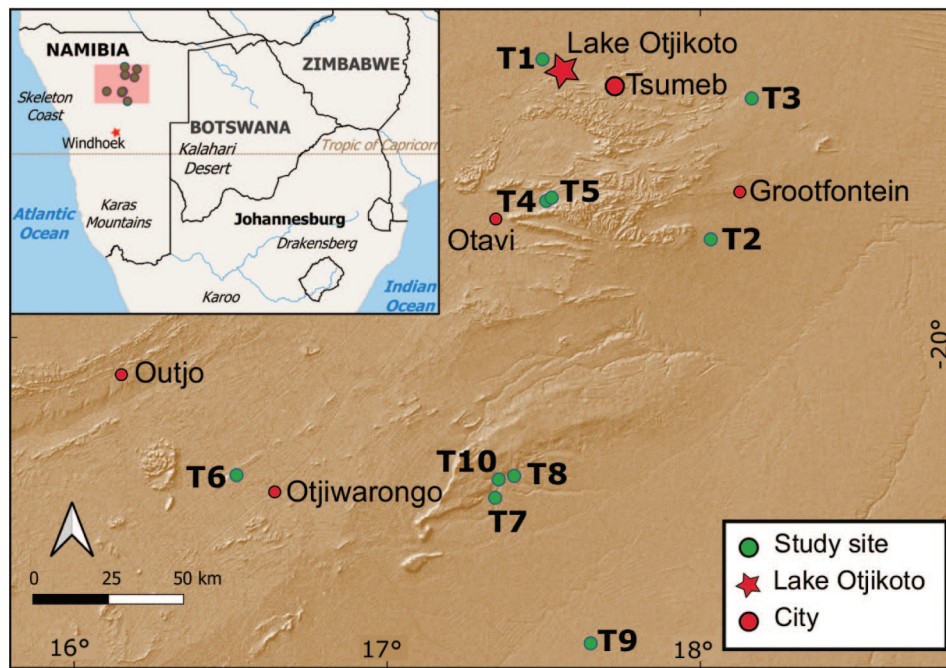 NAMIBIA
ZIMBABWE
Skeleton
Coast
Windhoek
BOTSWANA
Kalahari
Desert
Tropic of Capricorn
Atlantic
Ocean
Karas
Mountains
Johannesburg
Drakensberg
Karoo
Indian
Ocean
T1
Lake Otjikoto
Tsumeb
T3
T4
T5
Grootfontein
Otavi
T2
-20°
Outjo
T6
Otjiwarongo
T10
T8
T7
T9
0 25 50 km
16°
17°
18°
Study site
Lake Otjikoto
City